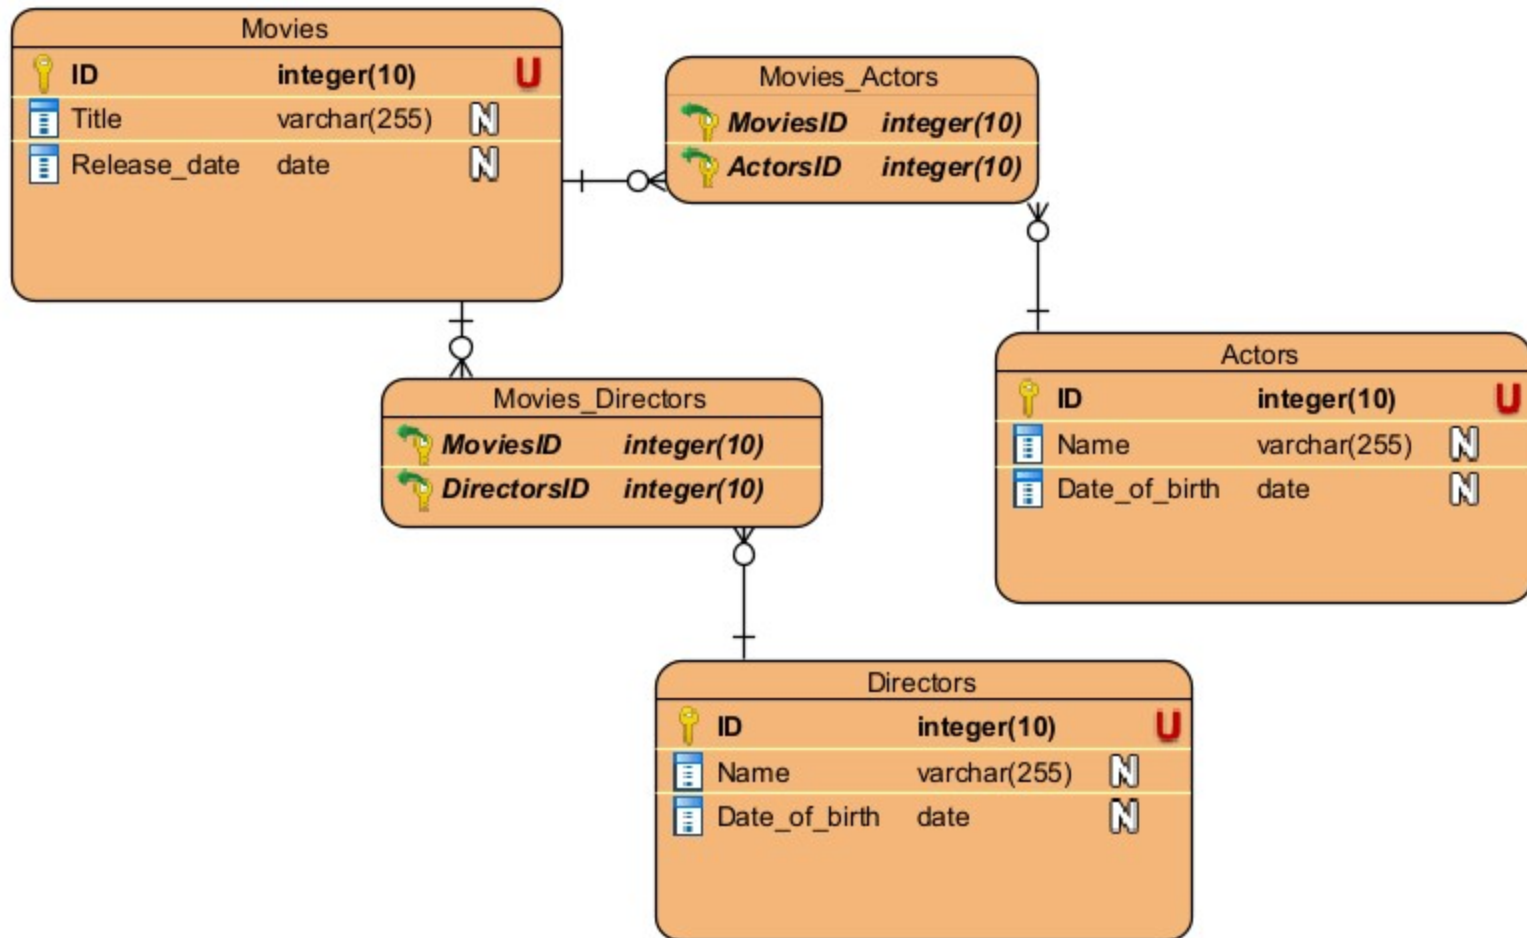 Movies
ID integer(10) U
Title varchar(255) N
Release_date date N
Movies_Actors
MoviesID integer(10)
ActorsID integer(10)
Movies_Directors
MoviesID integer(10)
DirectorsID integer(10)
Actors
ID integer(10) U
Name varchar(255) N
Date_of_birth date N
Directors
ID integer(10) U
Name varchar(255) N
Date_of_birth date N